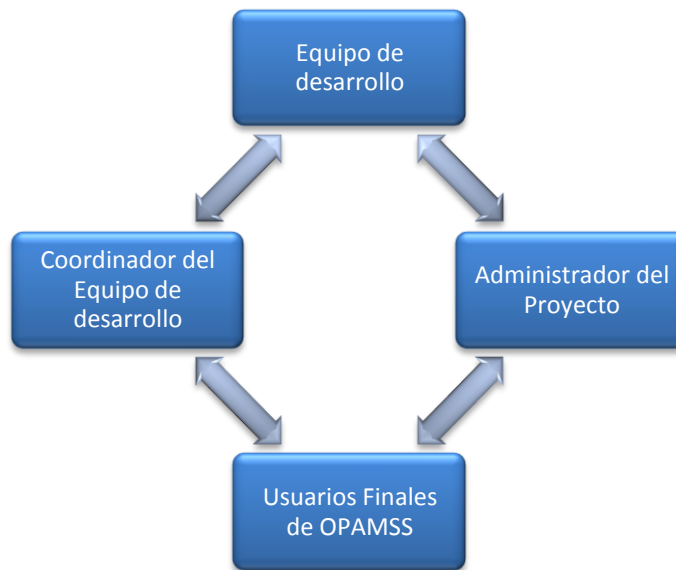 Equipo de
desarrollo
Coordinador del
Equipo de
desarrollo
Administrador del
Proyecto
Usuarios Finales
de OPAMSS